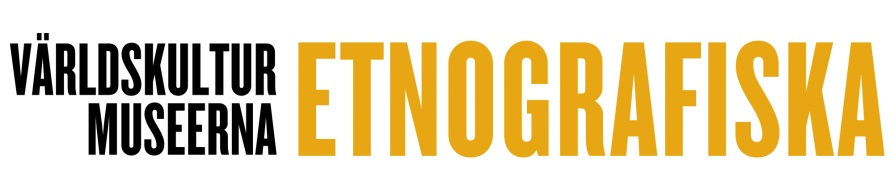 VÄRLDSKULTUR
MUSEERNA
ETNOGRAFISKA